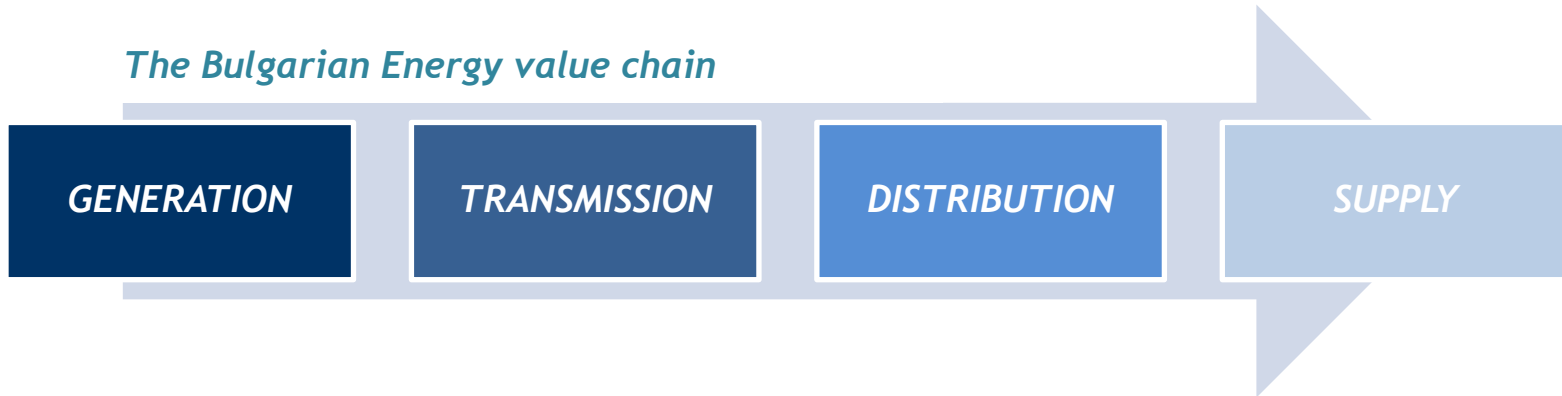 The Bulgarian Energy value chain
GENERATION
TRANSMISSION
DISTRIBUTION
SUPPLY